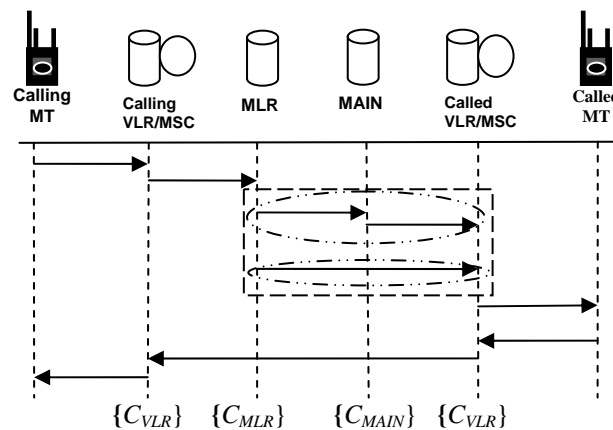 Calling
MT
Calling
VLR/MSC
MLR
MAIN
Called
VLR/MSC
Called
MT
{C_VLR} {C_MLR} {C_MAIN} {C_VLR}